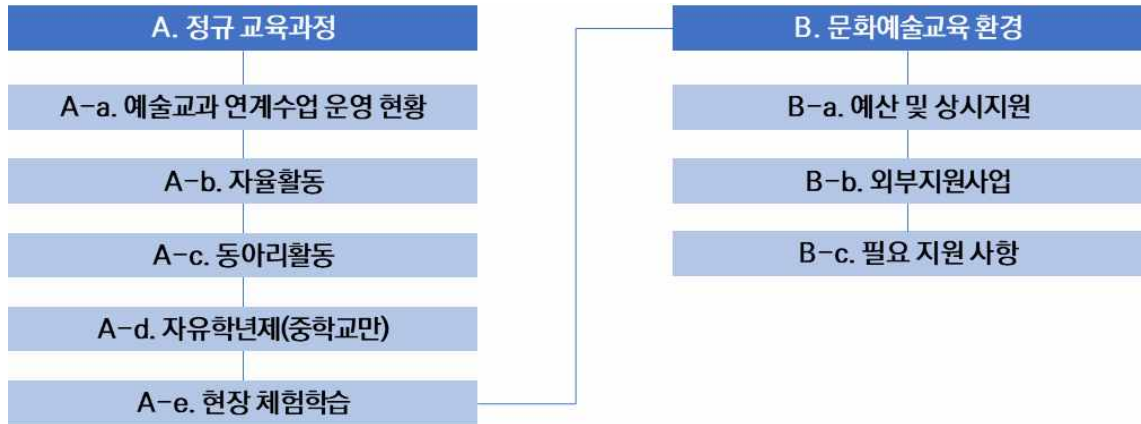 A. 정규 교육과정
A-a. 예술교과 연계수업 운영 현황
A-b. 자율활동
A-c. 동아리활동
A-d. 자유학년제(중학교만)
A-e. 현장 체험학습
B. 문화예술교육 환경
B-a. 예산 및 상시지원
B-b. 외부지원사업
B-c. 필요 지원 사항